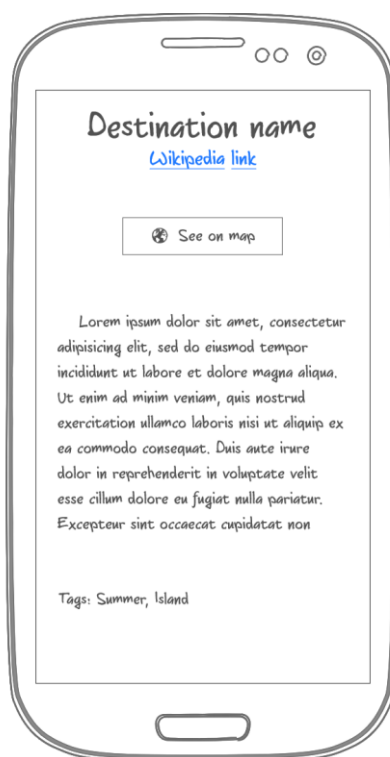 Destination name
Wikipedia link
See on map
Lorem ipsum dolor sit amet, consectetur
adipisicing elit, sed do eiusmod tempor
incididunt ut labore et dolore magna aliqua.
Ut enim ad minim veniam, quis nostrud
exercitation ullamco laboris nisi ut aliquip ex
ea commodo consequat. Duis aute irure
dolor in reprehenderit in voluptate velit
esse cillum dolore eu fugiat nulla pariatur.
Excepteur sint occaecat cupidatat non
Tags: Summer, Island